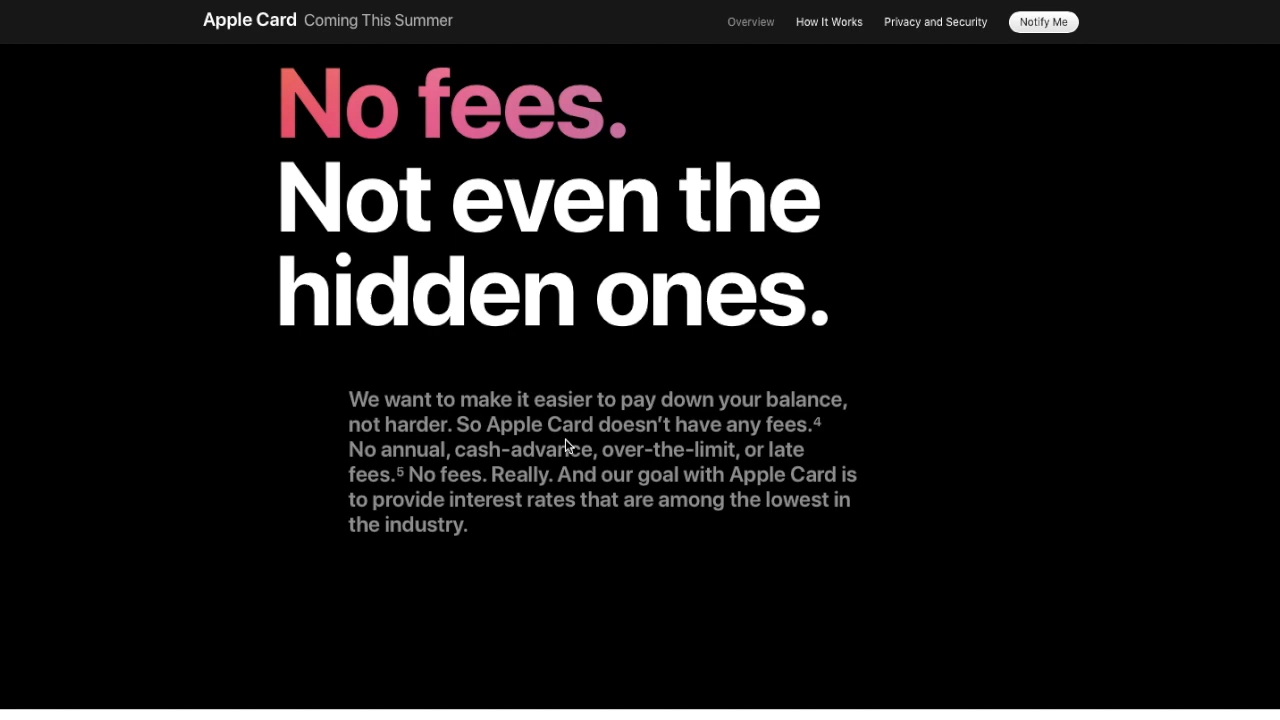 Apple Card Coming This Summer Overview How It Works Privacy and Security Notify Me
No fees.
Not even the
hidden ones.
We want to make it easier to pay down your balance,
not harder. So Apple Card doesn’t have any fees.⁴
No annual, cash-advance, over-the-limit, or late
fees.⁵ No fees. Really. And our goal with Apple Card is
to provide interest rates that are among the lowest in
the industry.